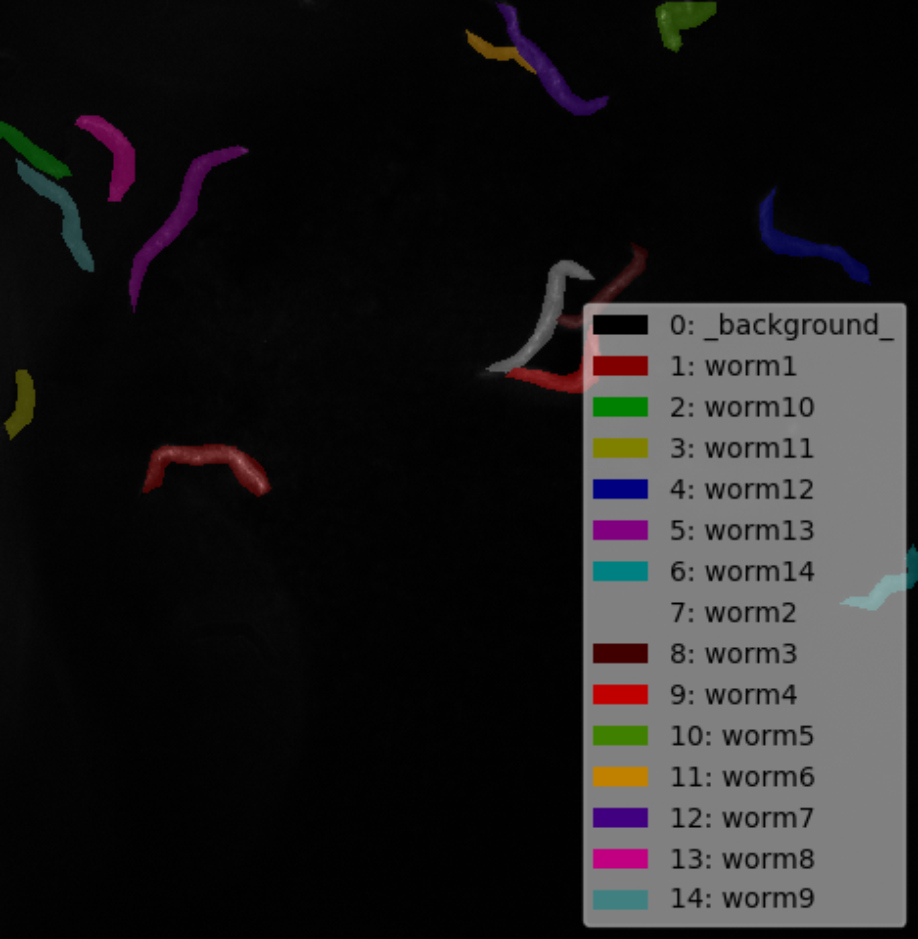 0: _background_
1: worm1
2: worm10
3: worm11
4: worm12
5: worm13
6: worm14
7: worm2
8: worm3
9: worm4
10: worm5
11: worm6
12: worm7
13: worm8
14: worm9